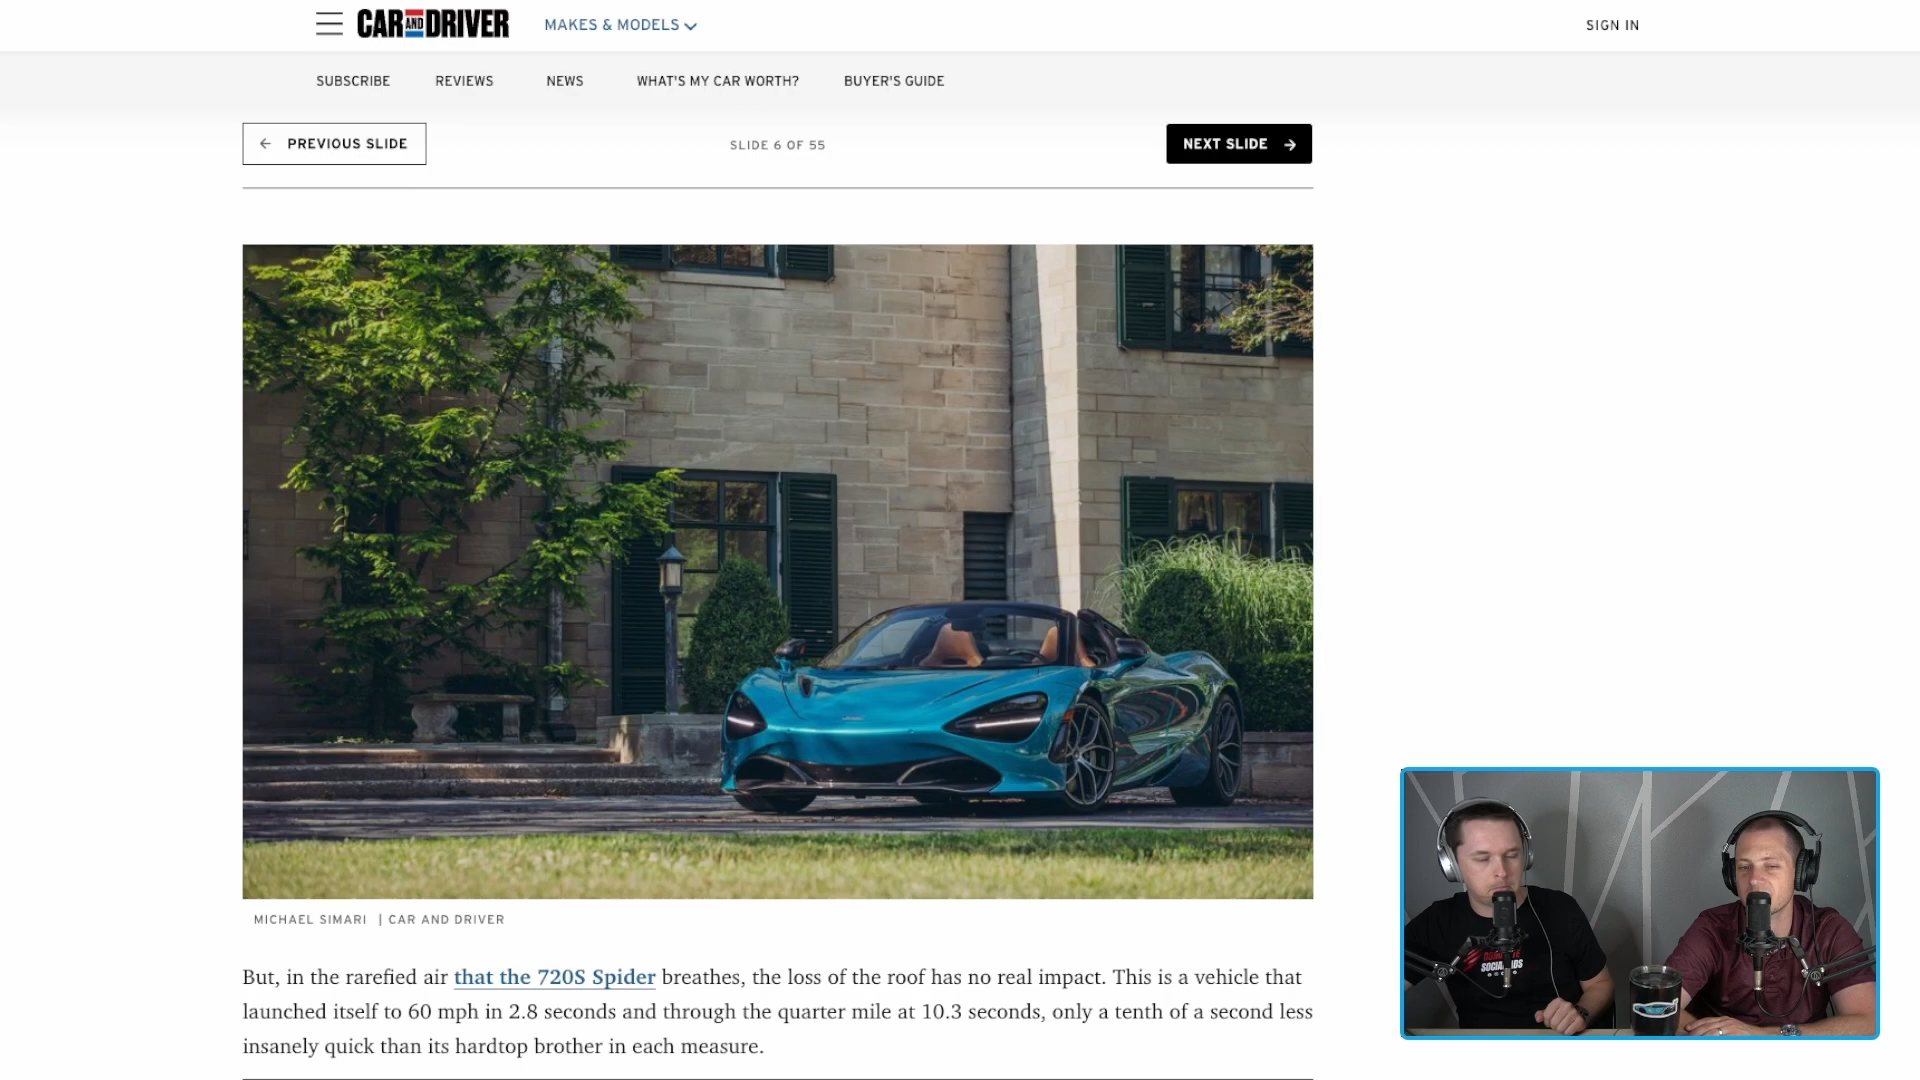 CAR AND DRIVER
MAKES & MODELS
SIGN IN
SUBSCRIBE
REVIEWS
NEWS
WHAT'S MY CAR WORTH?
BUYER'S GUIDE
PREVIOUS SLIDE
SLIDE 6 OF 55
NEXT SLIDE
MICHAEL SIMARI | CAR AND DRIVER
But, in the rarefied air that the 720S Spider breathes, the loss of the roof has no real impact. This is a vehicle that
launched itself to 60 mph in 2.8 seconds and through the quarter mile at 10.3 seconds, only a tenth of a second less
insanely quick than its hardtop brother in each measure.